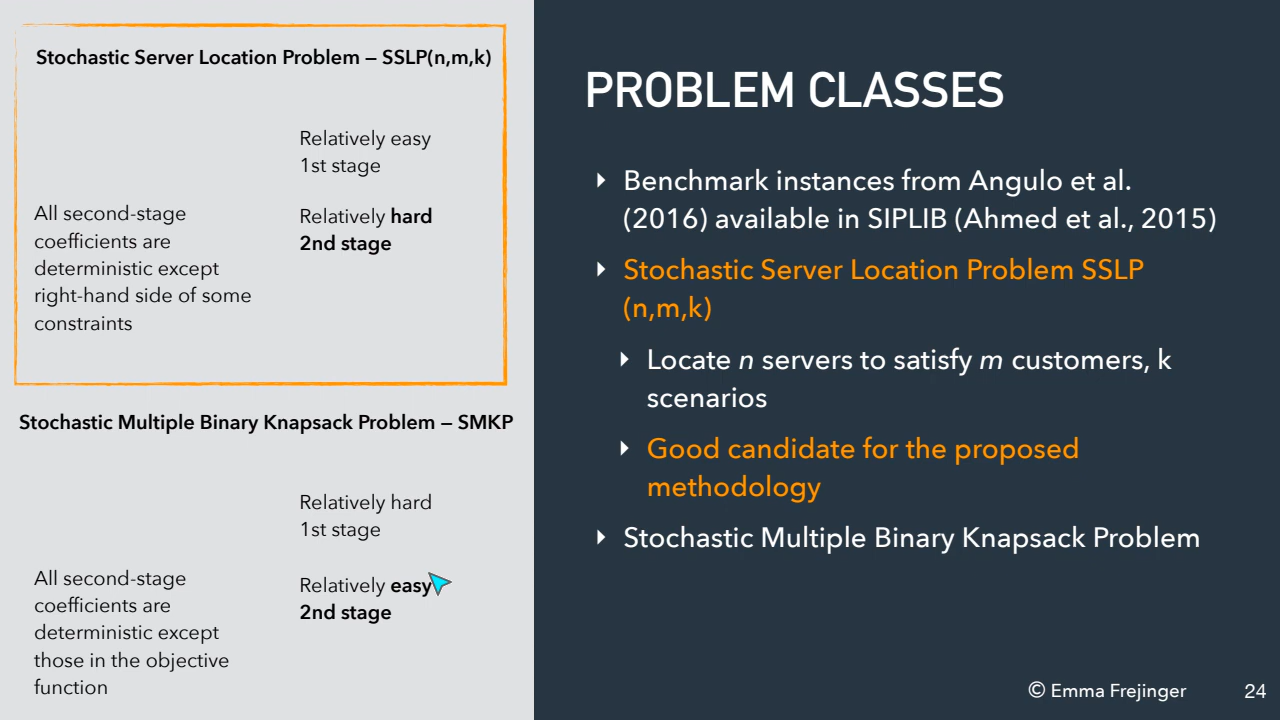 Stochastic Server Location Problem – SSLP(n,m,k)
Relatively easy
1st stage
All second-stage
coefficients are
deterministic except
right-hand side of some
constraints
Relatively hard
2nd stage
Stochastic Multiple Binary Knapsack Problem – SMKP
Relatively hard
1st stage
All second-stage
coefficients are
deterministic except
those in the objective
function
Relatively easy
2nd stage
PROBLEM CLASSES
Benchmark instances from Angulo et al.
(2016) available in SIPLIB (Ahmed et al., 2015)
Stochastic Server Location Problem SSLP
(n,m,k)
Locate n servers to satisfy m customers, k
scenarios
Good candidate for the proposed
methodology
Stochastic Multiple Binary Knapsack Problem
© Emma Frejinger
24